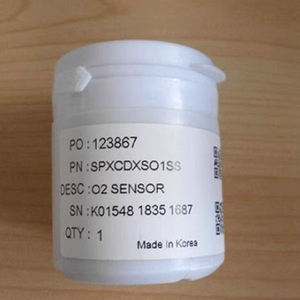 PO : 123867
PN : SPXCDXSO1SS
DESC : O2 SENSOR
SN : K01548 1835 1687
QTY : 1
Made in Korea